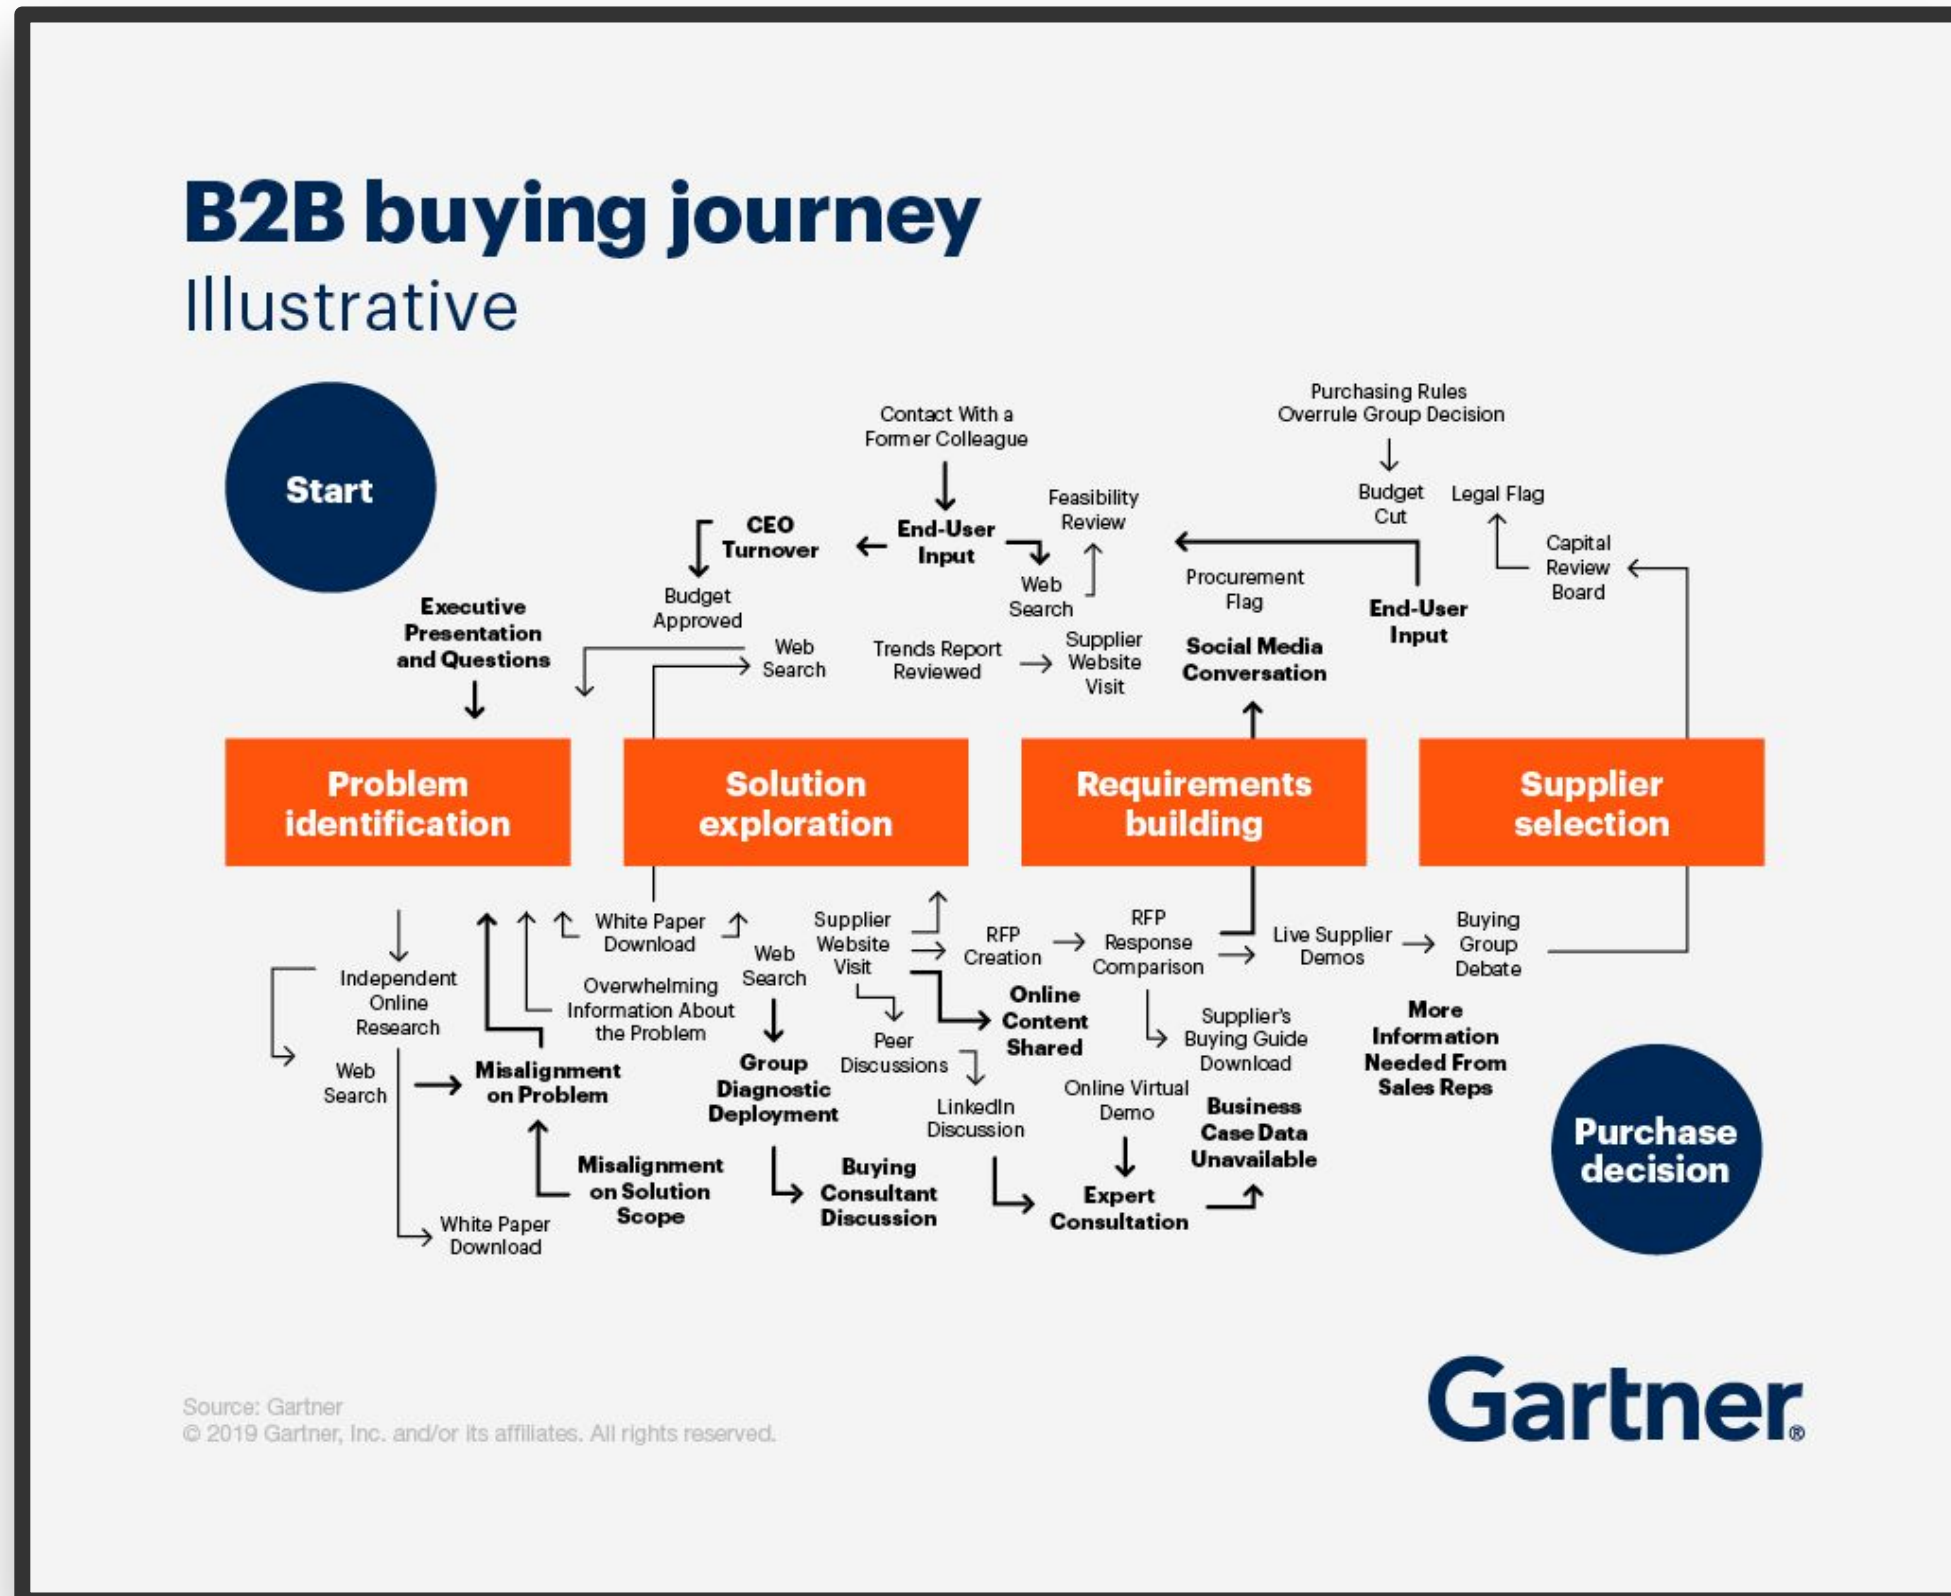 B2B buying journey
Illustrative
Start
Contact With a
Former Colleague
Purchasing Rules
Overrule Group Decision
Executive
Presentation
and Questions
CEO
Turnover
Budget
Approved
End-User
Input
Feasibility
Review
Web
Search
Budget
Cut
Legal Flag
Capital
Review
Board
Procurement
Flag
End-User
Input
Web
Search
Trends Report
Reviewed
Supplier
Website
Visit
Social Media
Conversation
Problem
identification
Solution
exploration
Requirements
building
Supplier
selection
Independent
Online
Research
Web
Search
White Paper
Download
Overwhelming
Information About
the Problem
Misalignment
on Problem
Misalignment
on Solution
Scope
White Paper
Download
Web
Search
Group
Diagnostic
Deployment
Buying
Consultant
Discussion
Supplier
Website
Visit
Peer
Discussions
LinkedIn
Discussion
RFP
Creation
Online
Content
Shared
RFP
Response
Comparison
Online Virtual
Demo
Expert
Consultation
Supplier's
Buying Guide
Download
Business
Case Data
Unavailable
Live Supplier
Demos
Buying
Group
Debate
More
Information
Needed From
Sales Reps
Purchase
decision
Source: Gartner
© 2019 Gartner, Inc. and/or its affiliates. All rights reserved.
Gartner®